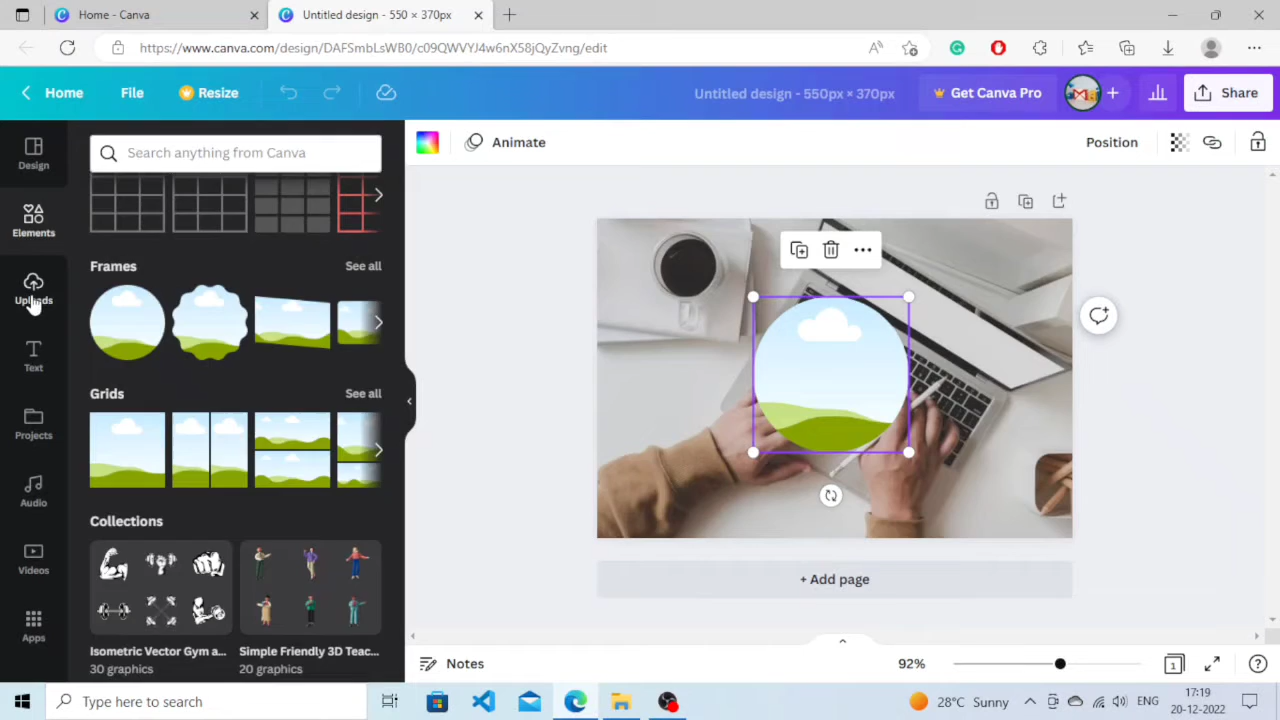 Home - Canva
Untitled design - 550 × 370px
https://www.canva.com/design/DAFSmbLsWB0/c09QWVYJ4w6nX58jQyZvng/edit
Home
File
Resize
Untitled design - 550px × 370px
Get Canva Pro
Share
Design
Elements
Uploads
Text
Projects
Audio
Videos
Apps
Search anything from Canva
Frames
See all
Grids
See all
Collections
Isometric Vector Gym a...
30 graphics
Simple Friendly 3D Teac...
20 graphics
Animate
Position
+ Add page
Notes
92%
1
Type here to search
28°C Sunny
ENG
17:19
20-12-2022